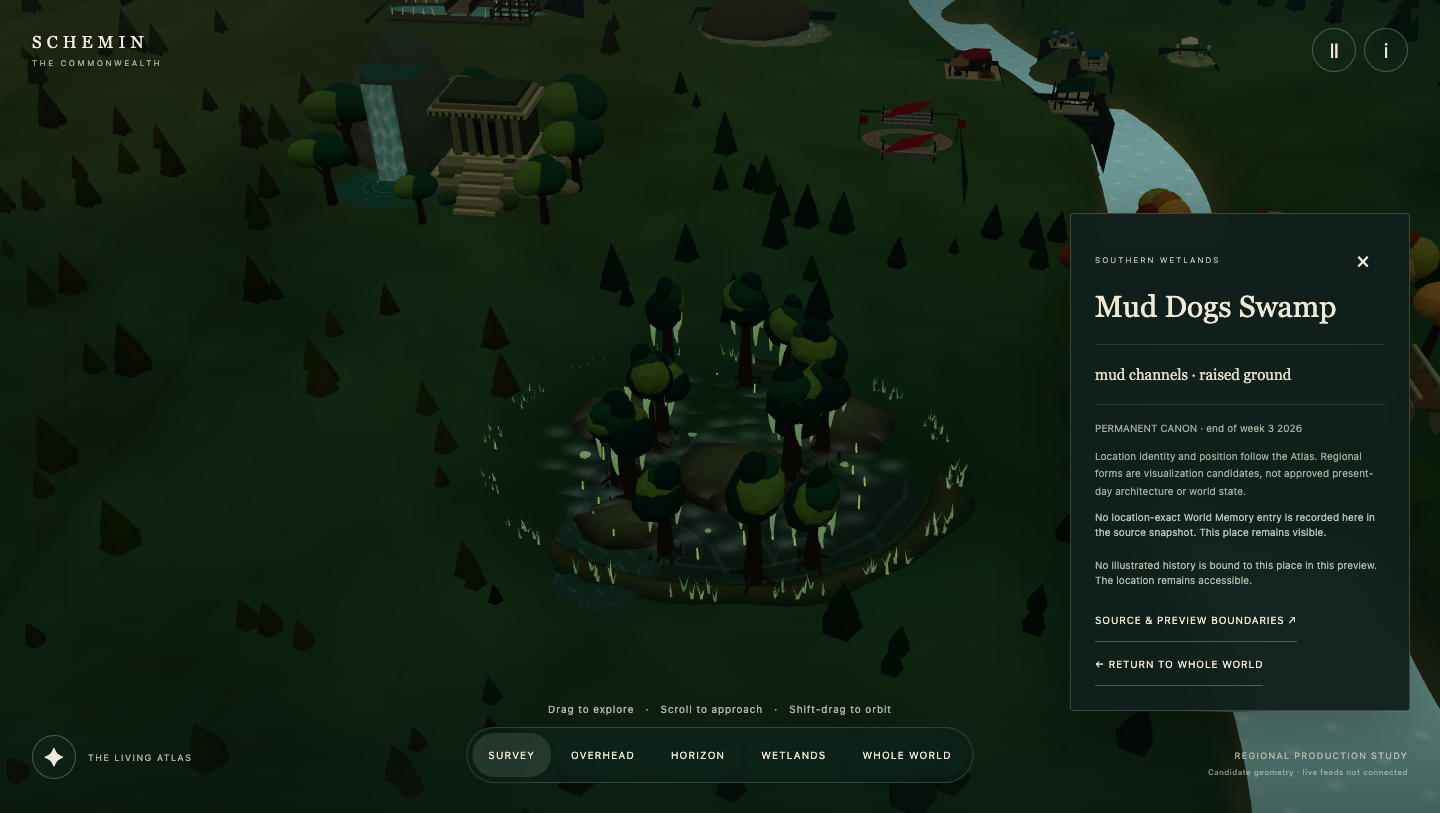 SCHEMIN
THE COMMONWEALTH
i
SOUTHERN WETLANDS
Mud Dogs Swamp
mud channels · raised ground
PERMANENT CANON · end of week 3 2026
Location identity and position follow the Atlas. Regional
forms are visualization candidates, not approved present-
day architecture or world state.
No location-exact World Memory entry is recorded here in
the source snapshot. This place remains visible.
No illustrated history is bound to this place in this preview.
The location remains accessible.
SOURCE & PREVIEW BOUNDARIES ↗
← RETURN TO WHOLE WORLD
Drag to explore · Scroll to approach · Shift-drag to orbit
SURVEY OVERHEAD HORIZON WETLANDS WHOLE WORLD
THE LIVING ATLAS
REGIONAL PRODUCTION STUDY
Candidate geometry · live feeds not connected